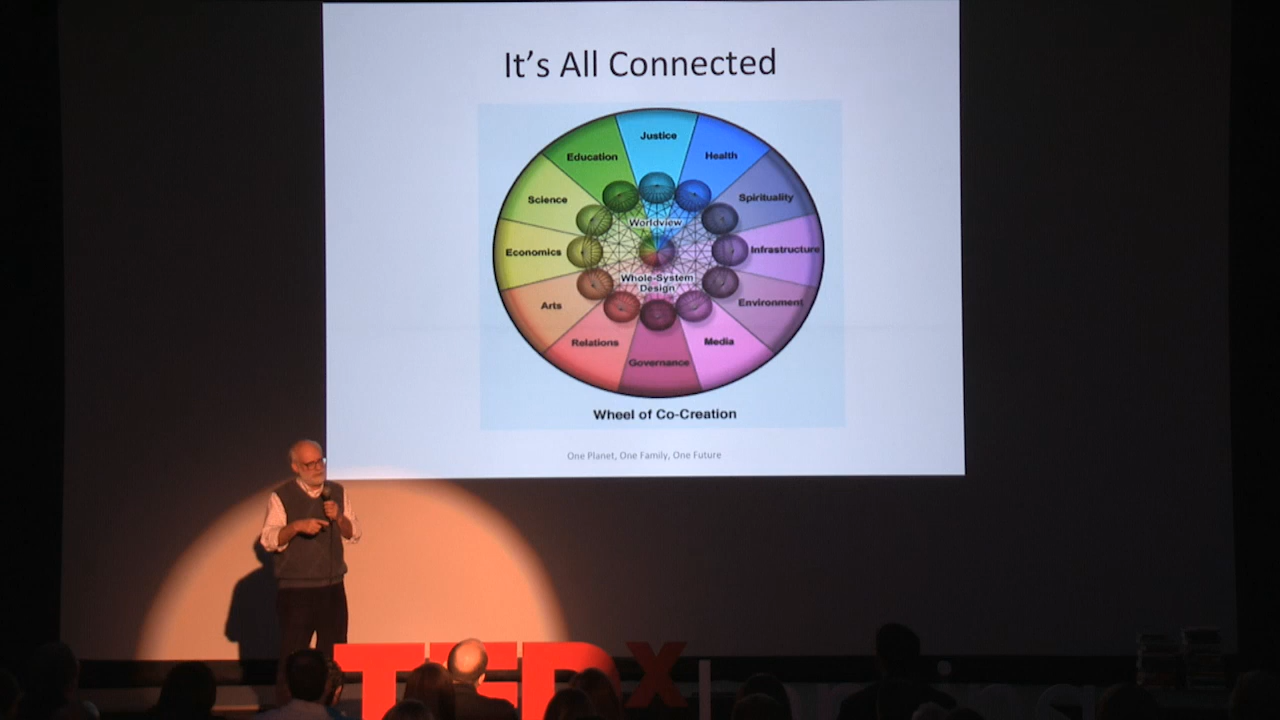 It's All Connected
Justice
Education
Health
Science
Spirituality
Worldview
Economics
Infrastructure
Whole-System
Design
Arts
Environment
Relations
Media
Governance
Wheel of Co-Creation
One Planet, One Family, One Future
TEDx